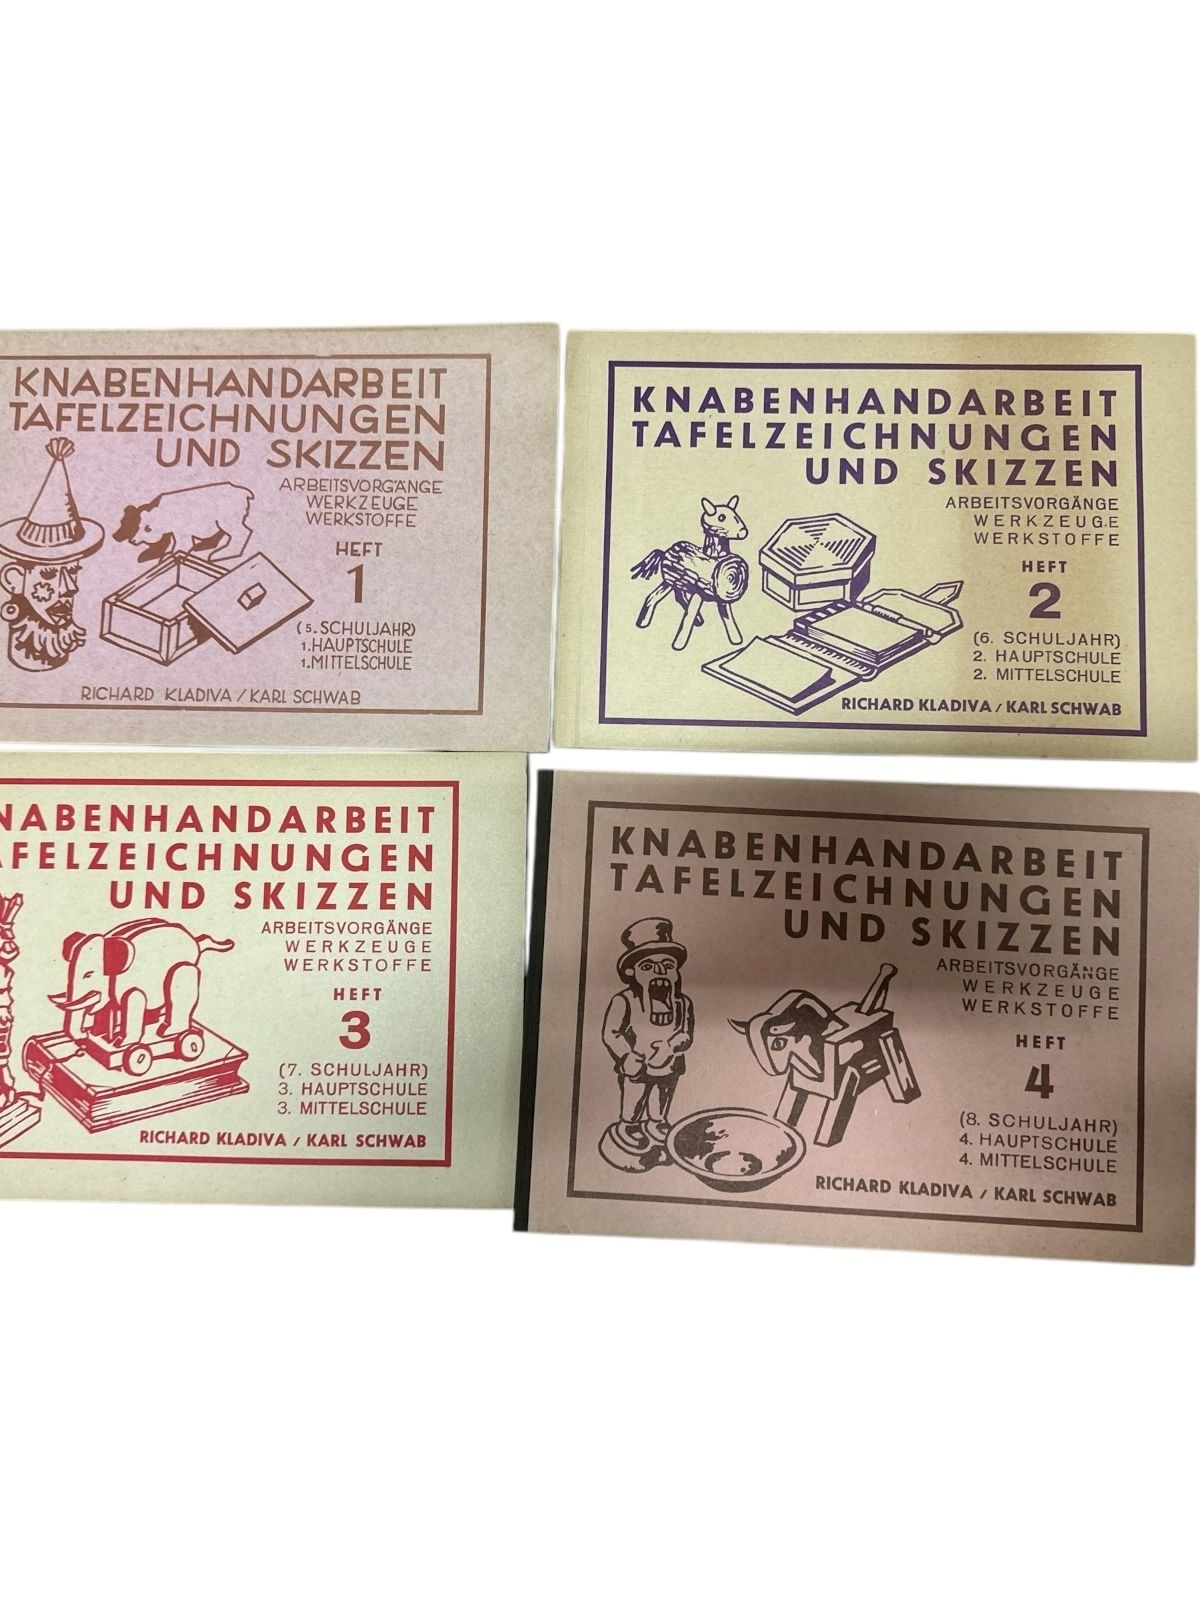 KNABENHANDARBEIT
TAFELZEICHNUNGEN
UND SKIZZEN
ARBEITSVORGÄNGE
WERKZEUGE
WERKSTOFFE
HEFT
1
(5. SCHULJAHR)
1. HAUPTSCHULE
1. MITTELSCHULE
RICHARD KLADIVA / KARL SCHWAB
KNABENHANDARBEIT
TAFELZEICHNUNGEN
UND SKIZZEN
ARBEITSVORGÄNGE
WERKZEUGE
WERKSTOFFE
HEFT
2
(6. SCHULJAHR)
2. HAUPTSCHULE
2. MITTELSCHULE
RICHARD KLADIVA / KARL SCHWAB
NABENHANDARBEIT
AFELZEICHNUNGEN
UND SKIZZEN
ARBEITSVORGÄNGE
WERKZEUGE
WERKSTOFFE
HEFT
3
(7. SCHULJAHR)
3. HAUPTSCHULE
3. MITTELSCHULE
RICHARD KLADIVA / KARL SCHWAB
KNABENHANDARBEIT
TAFELZEICHNUNGEN
UND SKIZZEN
ARBEITSVORGÄNGE
WERKZEUGE
WERKSTOFFE
HEFT
4
(8. SCHULJAHR)
4. HAUPTSCHULE
4. MITTELSCHULE
RICHARD KLADIVA / KARL SCHWAB